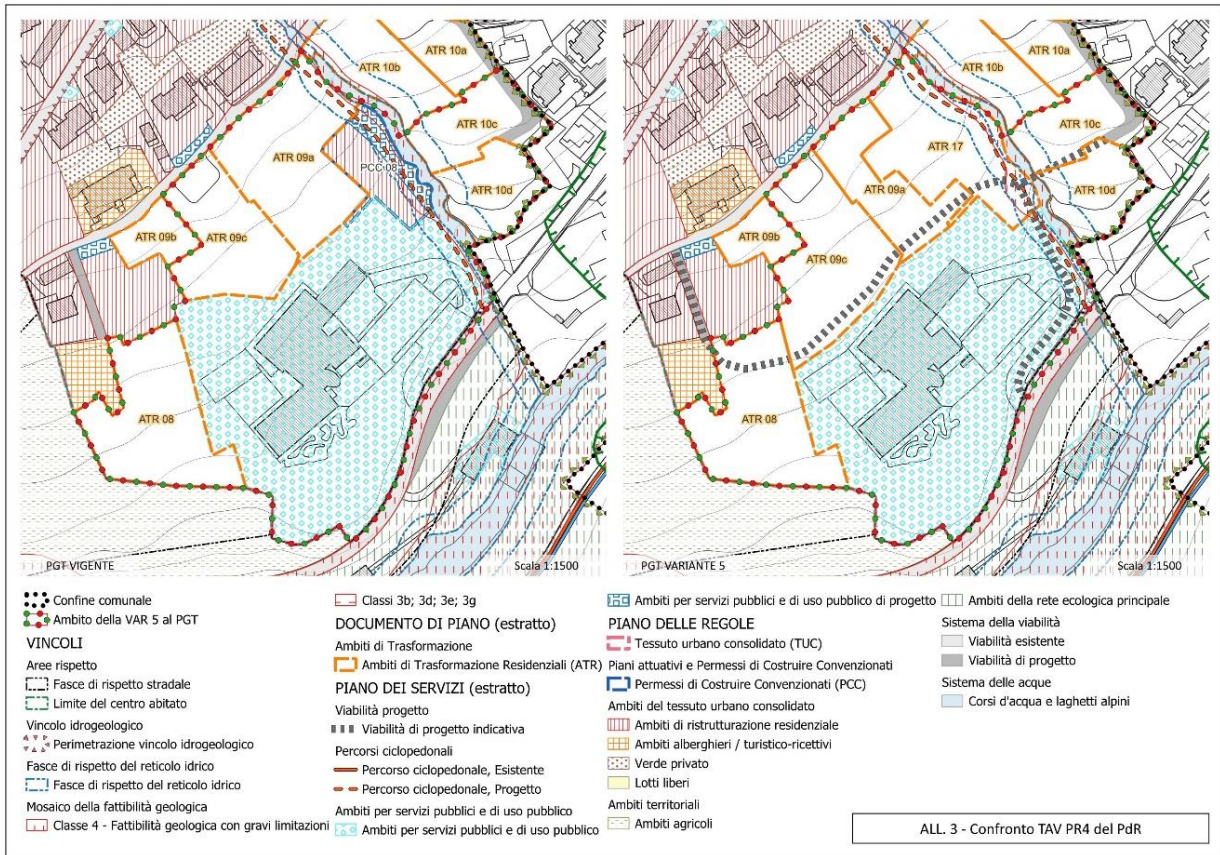 ATR 10a
ATR 10b
ATR 10c
PCC 08
ATR 09a
ATR 10d
ATR 09b
ATR 09c
ATR 08
PGT VIGENTE
Scala 1:1500
ATR 10a
ATR 10b
ATR 10c
ATR 17
ATR 09a
ATR 10d
ATR 09b
ATR 09c
ATR 08
PGT VARIANTE 5
Scala 1:1500
Confine comunale
Ambito della VAR 5 al PGT
VINCOLI
Aree rispetto
Fasce di rispetto stradale
Limite del centro abitato
Vincolo idrogeologico
Perimetrazione vincolo idrogeologico
Fasce di rispetto del reticolo idrico
Fasce di rispetto del reticolo idrico
Mosaico della fattibilità geologica
Classe 4 - Fattibilità geologica con gravi limitazioni
Classi 3b; 3d; 3e; 3g
DOCUMENTO DI PIANO (estratto)
Ambiti di Trasformazione
Ambiti di Trasformazione Residenziali (ATR)
PIANO DEI SERVIZI (estratto)
Viabilità progetto
Viabilità di progetto indicativa
Percorsi ciclopedonali
Percorso ciclopedonale, Esistente
Percorso ciclopedonale, Progetto
Ambiti per servizi pubblici e di uso pubblico
Ambiti per servizi pubblici e di uso pubblico
Ambiti per servizi pubblici e di uso pubblico di progetto
PIANO DELLE REGOLE
Tessuto urbano consolidato (TUC)
Piani attuativi e Permessi di Costruire Convenzionati
Permessi di Costruire Convenzionati (PCC)
Ambiti del tessuto urbano consolidato
Ambiti di ristrutturazione residenziale
Ambiti alberghieri / turistico-ricettivi
Verde privato
Lotti liberi
Ambiti territoriali
Ambiti agricoli
Ambiti della rete ecologica principale
Sistema della viabilità
Viabilità esistente
Viabilità di progetto
Sistema delle acque
Corsi d'acqua e laghetti alpini
ALL. 3 - Confronto TAV PR4 del PdR